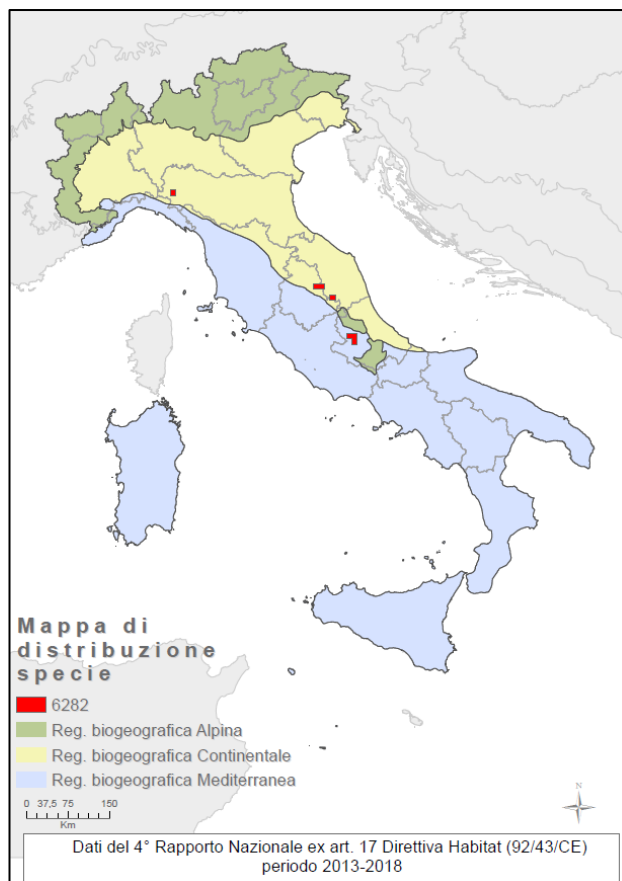 Mappa di
distribuzione
specie
6282
Reg. biogeografica Alpina
Reg. biogeografica Continentale
Reg. biogeografica Mediterranea
0 37,5 75 150
Km
N
Dati del 4° Rapporto Nazionale ex art. 17 Direttiva Habitat (92/43/CE)
periodo 2013-2018